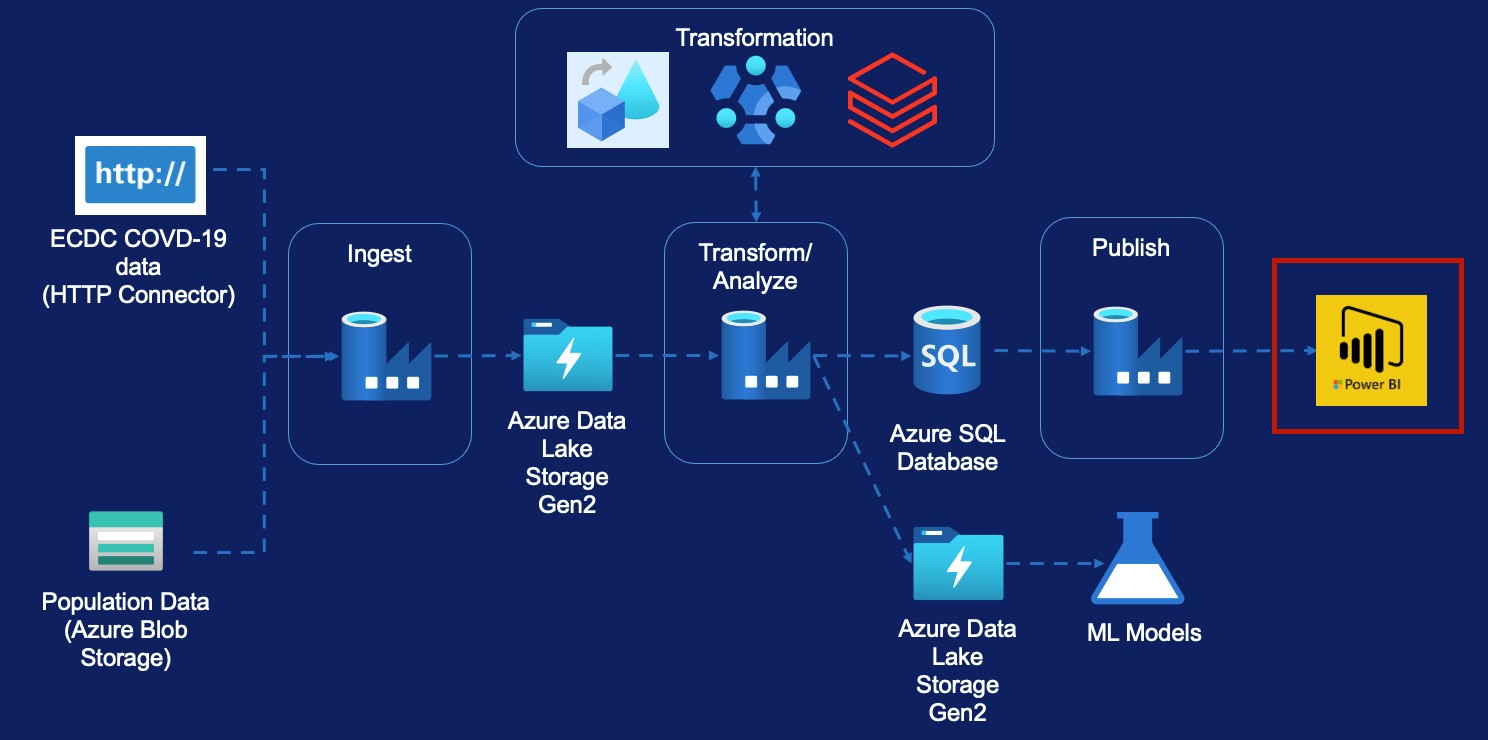 Transformation
http://
ECDC COVD-19
data
(HTTP Connector)
Ingest
Azure Data
Lake
Storage
Gen2
Transform/
Analyze
SQL
Azure SQL
Database
Publish
Power BI
Population Data
(Azure Blob
Storage)
Azure Data
Lake
Storage
Gen2
ML Models